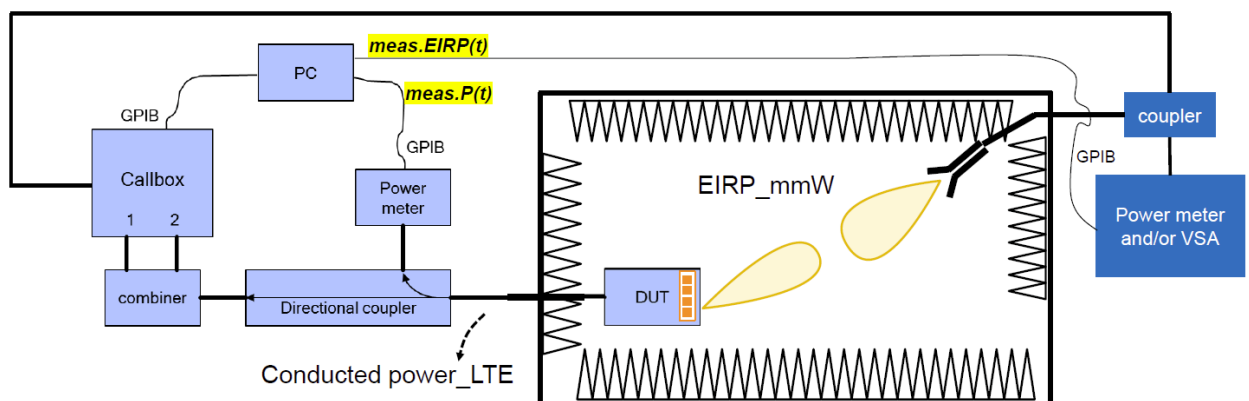 meas.EIRP(t)
PC
meas.P(t)
GPIB
GPIB
coupler
GPIB
Callbox
1 2
Power
meter
EIRP_mmW
Power meter
and/or VSA
combiner
Directional coupler
DUT
Conducted power_LTE